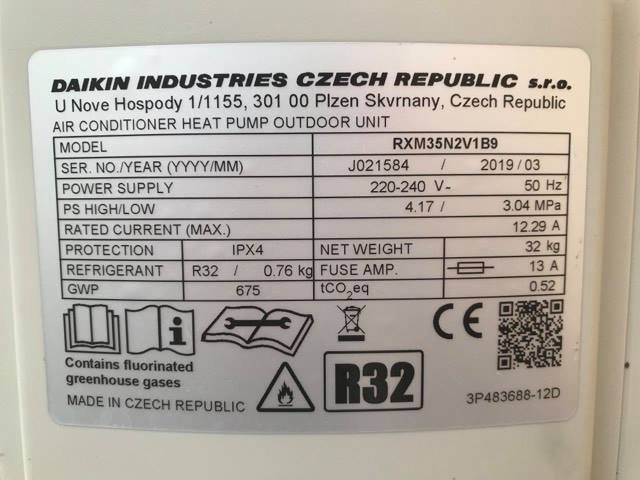 DAIKIN INDUSTRIES CZECH REPUBLIC s.r.o.
U Nove Hospody 1/1155, 301 00 Plzen Skvrnany, Czech Republic
AIR CONDITIONER HEAT PUMP OUTDOOR UNIT
MODEL RXM35N2V1B9
SER. NO./YEAR (YYYY/MM) J021584 / 2019 / 03
POWER SUPPLY 220-240 V~ 50 Hz
PS HIGH/LOW 4.17 / 3.04 MPa
RATED CURRENT (MAX.) 12.29 A
PROTECTION IPX4 NET WEIGHT 32 kg
REFRIGERANT R32 / 0.76 kg FUSE AMP. 13 A
GWP 675 tCO2eq 0.52
i
CE
Contains fluorinated
greenhouse gases
MADE IN CZECH REPUBLIC
R32
3P483688-12D